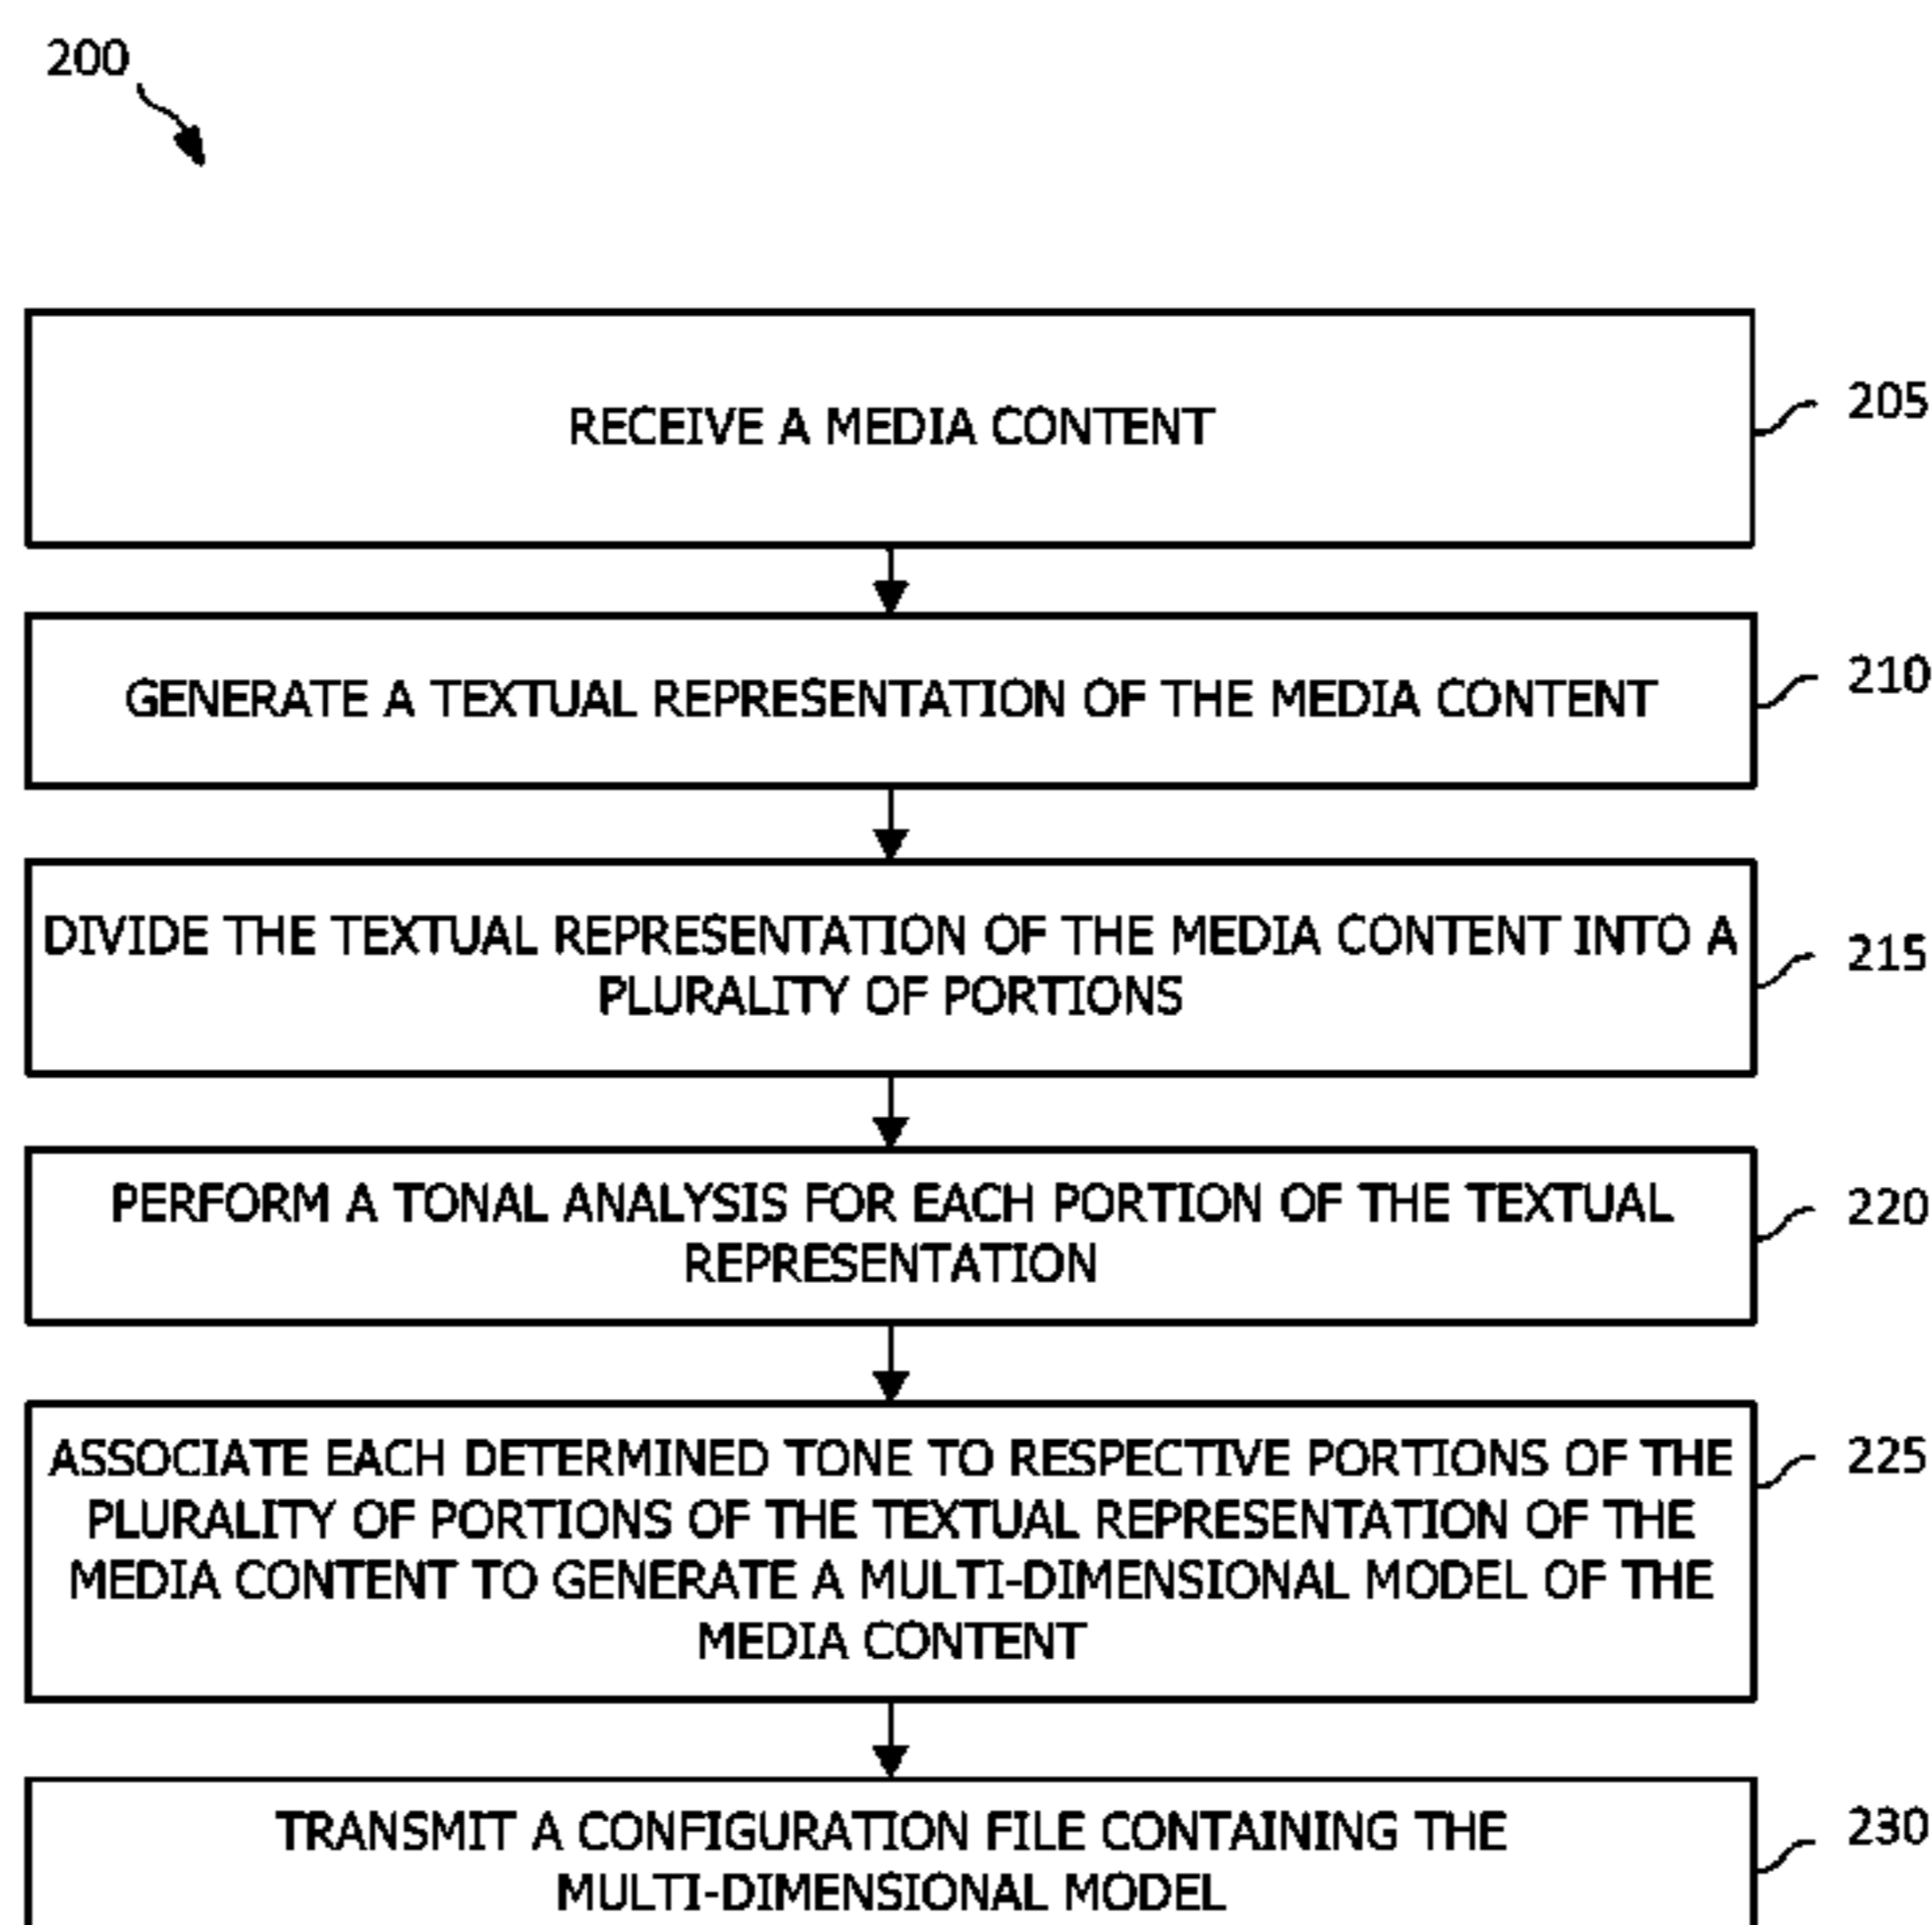 200
RECEIVE A MEDIA CONTENT
205
GENERATE A TEXTUAL REPRESENTATION OF THE MEDIA CONTENT
210
DIVIDE THE TEXTUAL REPRESENTATION OF THE MEDIA CONTENT INTO A
PLURALITY OF PORTIONS
215
PERFORM A TONAL ANALYSIS FOR EACH PORTION OF THE TEXTUAL
REPRESENTATION
220
ASSOCIATE EACH DETERMINED TONE TO RESPECTIVE PORTIONS OF THE
PLURALITY OF PORTIONS OF THE TEXTUAL REPRESENTATION OF THE
MEDIA CONTENT TO GENERATE A MULTI-DIMENSIONAL MODEL OF THE
MEDIA CONTENT
225
TRANSMIT A CONFIGURATION FILE CONTAINING THE
MULTI-DIMENSIONAL MODEL
230